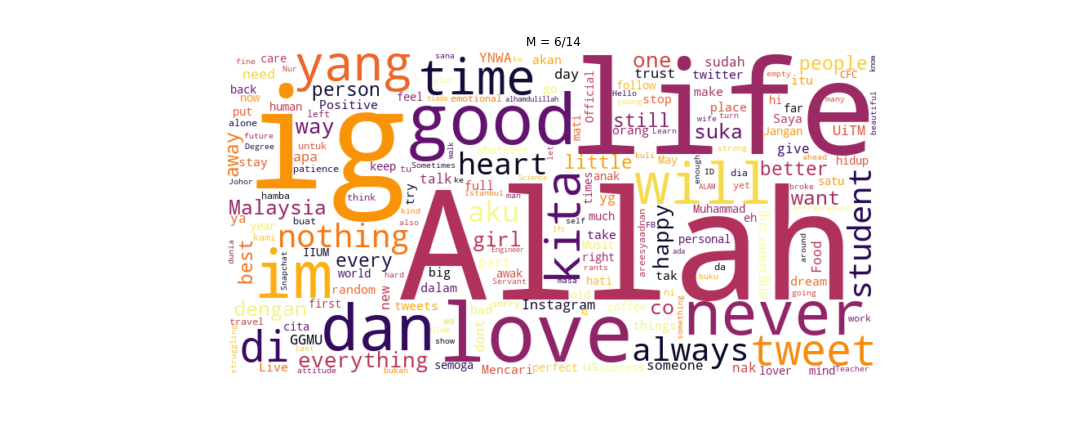 M = 6/14
fine care
Nur
need
yang
back
now
person
Positive
human
put
left
alone
way
future
Degree
untuk
away
stay
apa
patience
Johor
hamba
ig
think
time
sana
YNWA
ku
akan
day
go
feel
tiada
emotional
alhamdulillah
good
Sometimes
walk
keep
tu
talk
ke
try
kind
also
full
Istanbul
man
Science
heart
whatever
little
let
mati
Official
Hello
young
life
one
trust
sudah
twitter
follow
stop
make
place
still
orang
Learn
wife
turn
suka
strong
kuli
May
enough
ID
dia
ALAM
yet
empty
hi
itu
people
CFC
many
know
beautiful
far
Saya
UiTM
Jangan
give
ahead
hidup
better
satu
broke
want
will
anak
times
yg
much
Muhammad
eh
FB
personal
areesyaadnan
happy
ada
tak
buku
da
around
Food
dream
going
engineering
student
Malaysia
ya
year
kami
buat
nothing
best
dunia
IIUM
Snapchat
every
world
hard
im
random
new
big
dalam
aku
girl
Engineer
part
awak
Servant
kita
self
lfc
masa
Music
take
right
rants
hati
old
Allah
ni
tweets
bad
sorry
Instagram
coffee
co
things
something
never
work
dengan
first
travel
cita
GGMU
di
struggling
last
Live
attitude
everything
bukan
dan
wa
show
semoga
dont
love
Mencari
perfect
us
success
always
someone
nak
lover
mind
Teacher
tweet